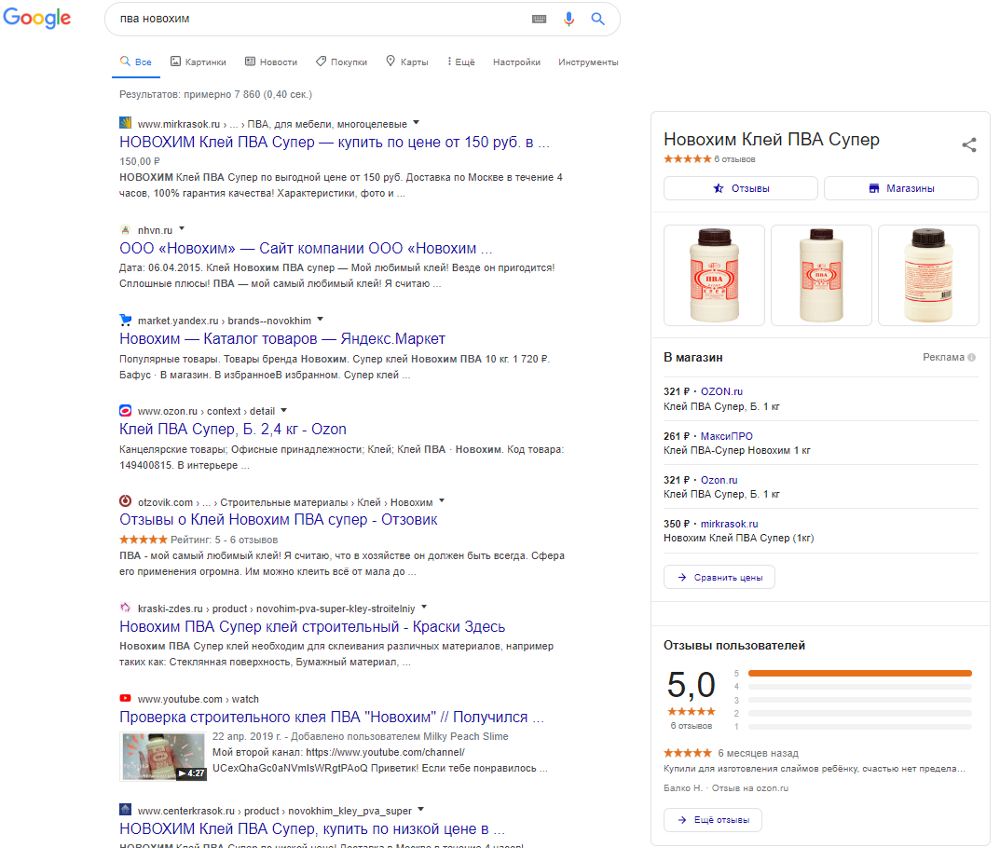 Google
пва новохим
Все
Картинки
Новости
Покупки
Карты
Ещё
Настройки
Инструменты
Результатов: примерно 7 860 (0,40 сек.)
www.mirkrasok.ru › ... › ПВА, для мебели, многоцелевые
НОВОХИМ Клей ПВА Супер — купить по цене от 150 руб. в ...
150,00 ₽
НОВОХИМ Клей ПВА Супер по выгодной цене от 150 руб. Доставка по Москве в течение 4
часов, 100% гарантия качества! Характеристики, фото и ...
nhvn.ru
ООО «Новохим» — Сайт компании ООО «Новохим ...
Дата: 06.04.2015. Клей Новохим ПВА супер — Мой любимый клей! Везде он пригодится!
Сплошные плюсы! ПВА — мой самый любимый клей! Я считаю ...
market.yandex.ru › brands--novokhim
Новохим — Каталог товаров — Яндекс.Маркет
Популярные товары. Товары бренда Новохим. Супер клей Новохим ПВА 10 кг. 1 720 ₽.
Бафус · В магазин. В избранноеВ избранном. Супер клей ...
www.ozon.ru › context › detail
Клей ПВА Супер, Б. 2,4 кг - Ozon
Канцелярские товары; Офисные принадлежности; Клей; Клей ПВА · Новохим. Код товара:
149400815. В интерьере ...
otzovik.com › ... › Строительные материалы › Клей › Новохим
Отзывы о Клей Новохим ПВА супер - Отзовик
Рейтинг: 5 - 6 отзывов
ПВА - мой самый любимый клей! Я считаю, что в хозяйстве он должен быть всегда. Сфера
его применения огромна. Им можно клеить всё от мала до ...
kraski-zdes.ru › product › novohim-pva-super-kley-stroitelniy
Новохим ПВА Супер клей строительный - Краски Здесь
Новохим ПВА Супер клей необходим для склеивания различных материалов, например
таких как: Стеклянная поверхность, Бумажный материал, ...
www.youtube.com › watch
Проверка строительного клея ПВА "Новохим" // Получился ...
22 апр. 2019 г. - Добавлено пользователем Milky Peach Slime
Мой второй канал: https://www.youtube.com/channel/
UCexQhaGc0aNVmIsWRgtPAoQ Приветик! Если тебе понравилось ...
4:27
www.centerkrasok.ru › product › novokhim_kley_pva_super
НОВОХИМ Клей ПВА Супер, купить по низкой цене в ...
НОВОХИМ Клей ПВА Супер по низкой цене! Доставка в Москве в течение 4 часов!
Новохим Клей ПВА Супер
6 отзывов
Отзывы
Магазины
ПВА
КЛЕЙ
ПВА
В магазин
Реклама
321 ₽ · OZON.ru
Клей ПВА Супер, Б. 1 кг
261 ₽ · МаксиПРО
Клей ПВА-Супер Новохим 1 кг
321 ₽ · Ozon.ru
Клей ПВА Супер, Б. 1 кг
350 ₽ · mirkrasok.ru
Новохим Клей ПВА Супер (1кг)
Сравнить цены
Отзывы пользователей
5,0
6 отзывов
5
4
3
2
1
6 месяцев назад
Купили для изготовления слаймов ребёнку, счастью нет предела...
Балко Н. · Отзыв на ozon.ru
Ещё отзывы